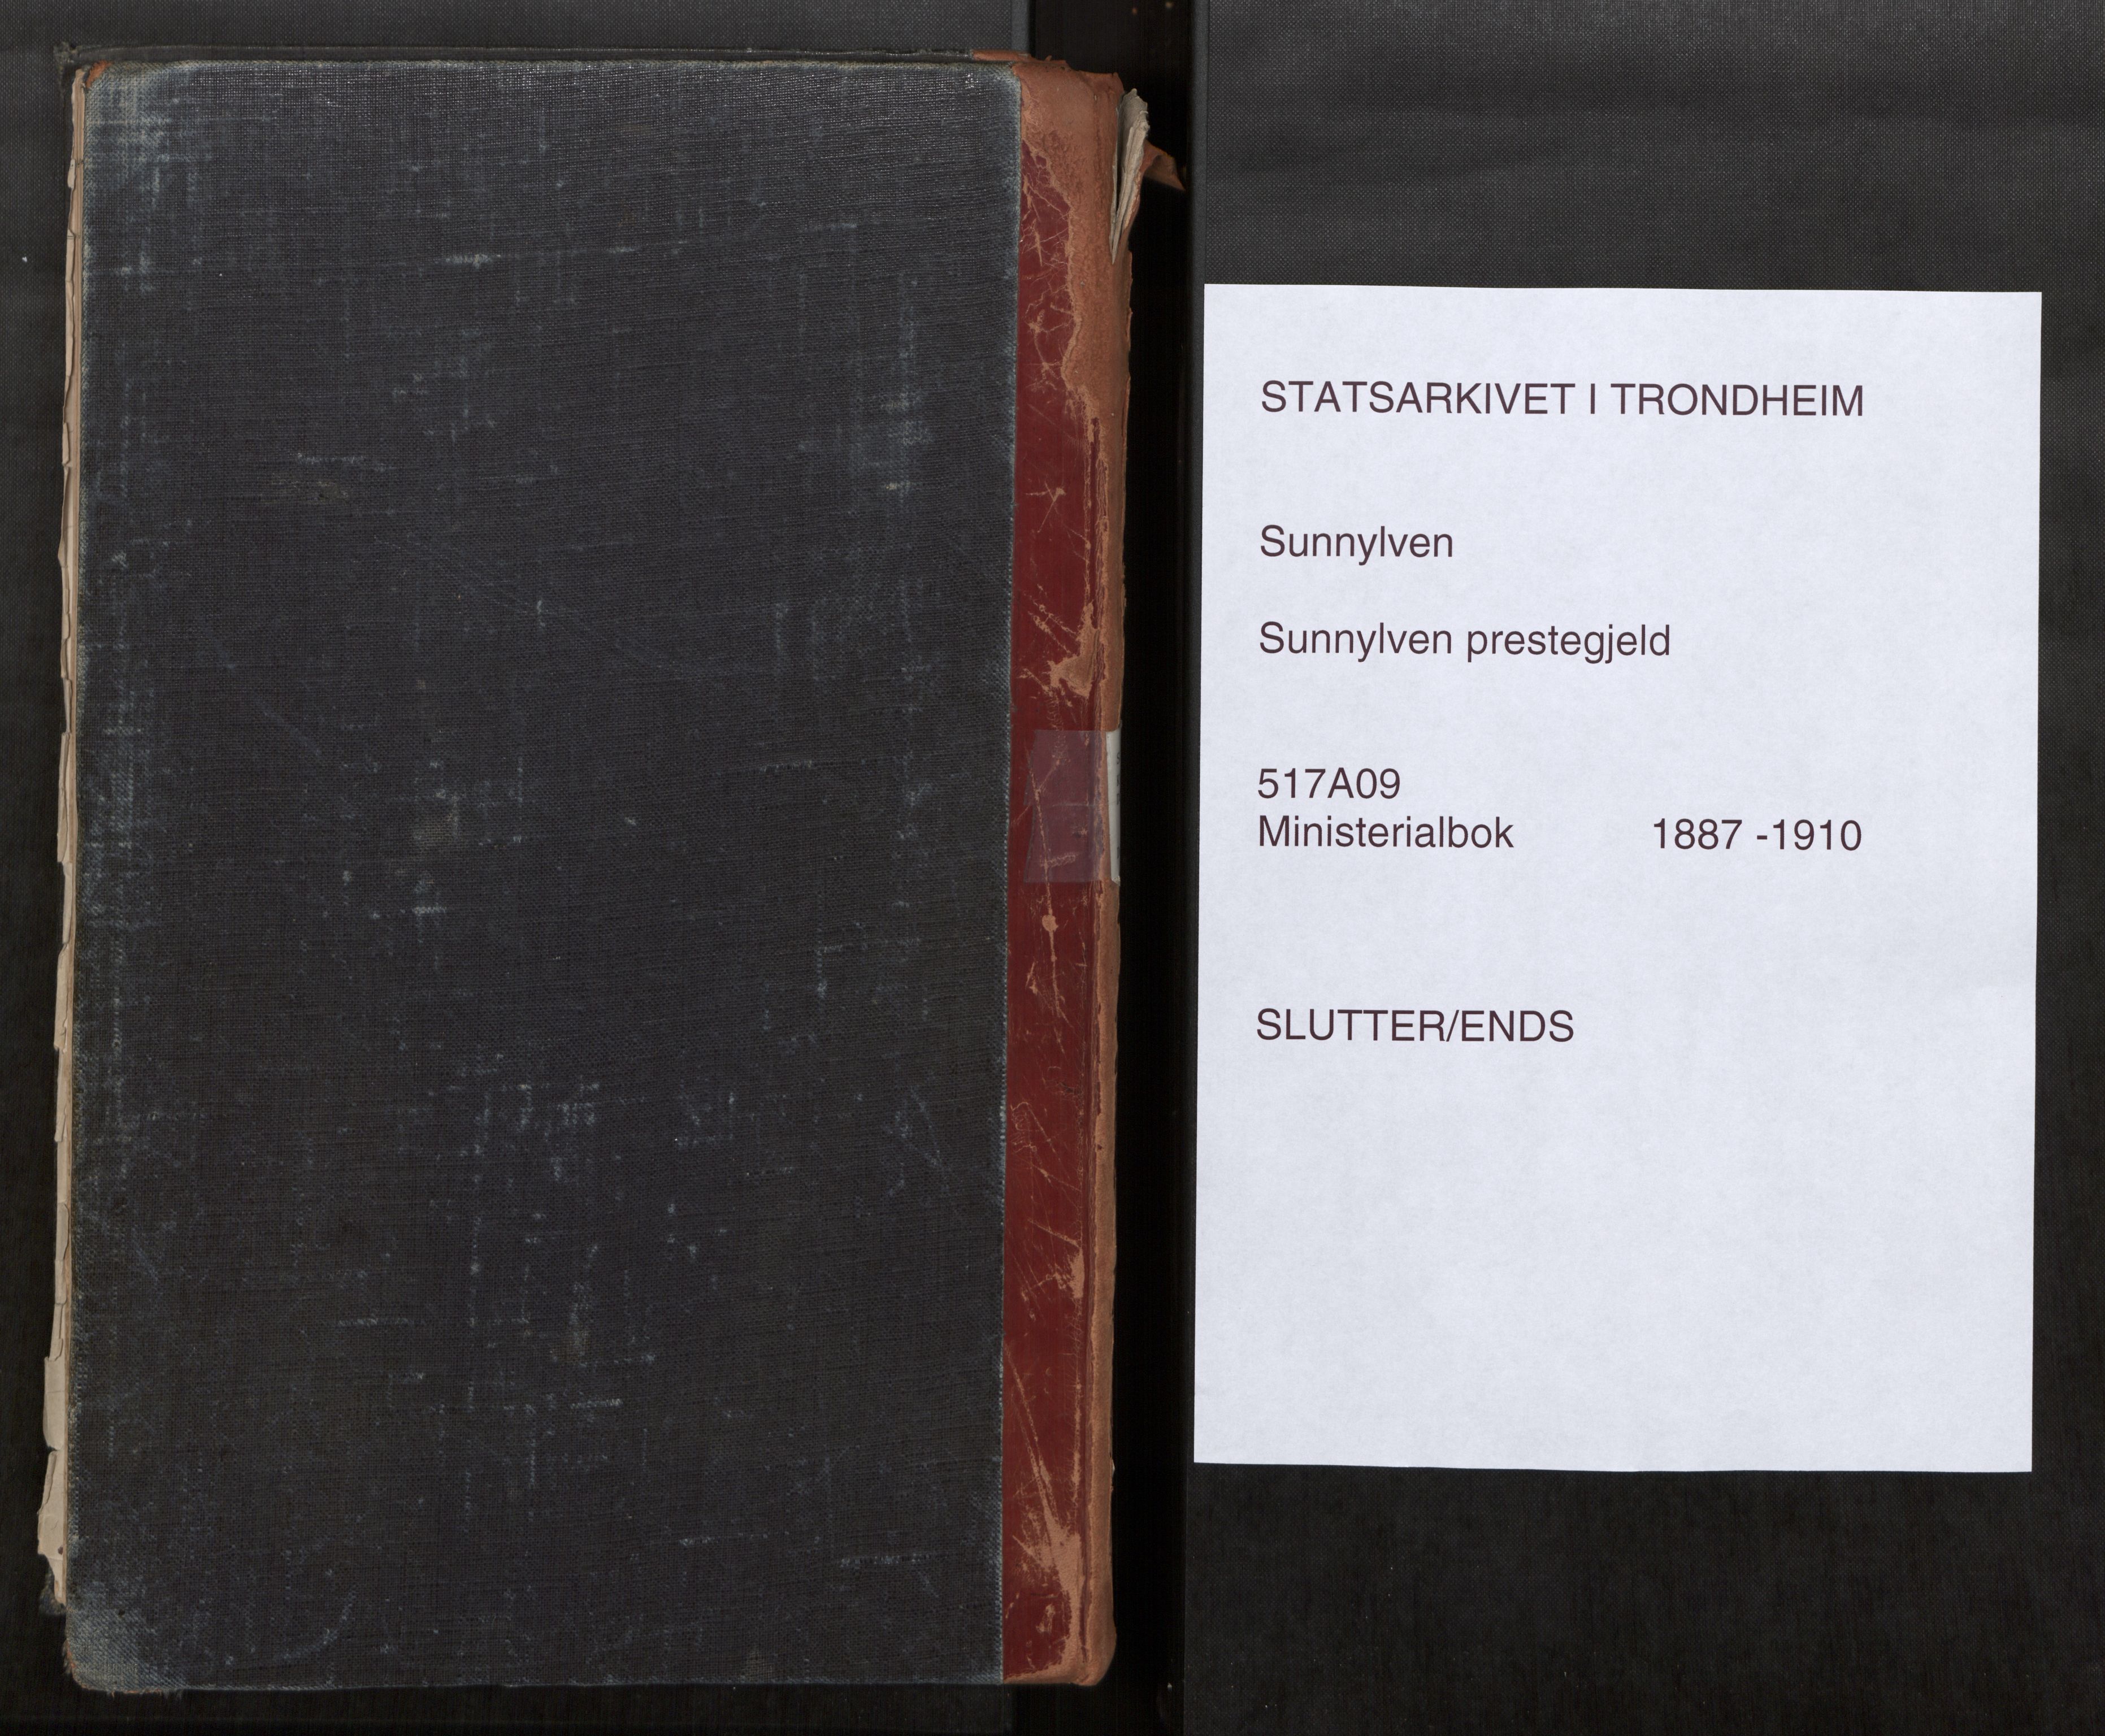 STATSARKIVET I TRONDHEIM
Sunnylven
Sunnylven prestegjeld
517A09
Ministerialbok 1887 -1910
SLUTTER/ENDS